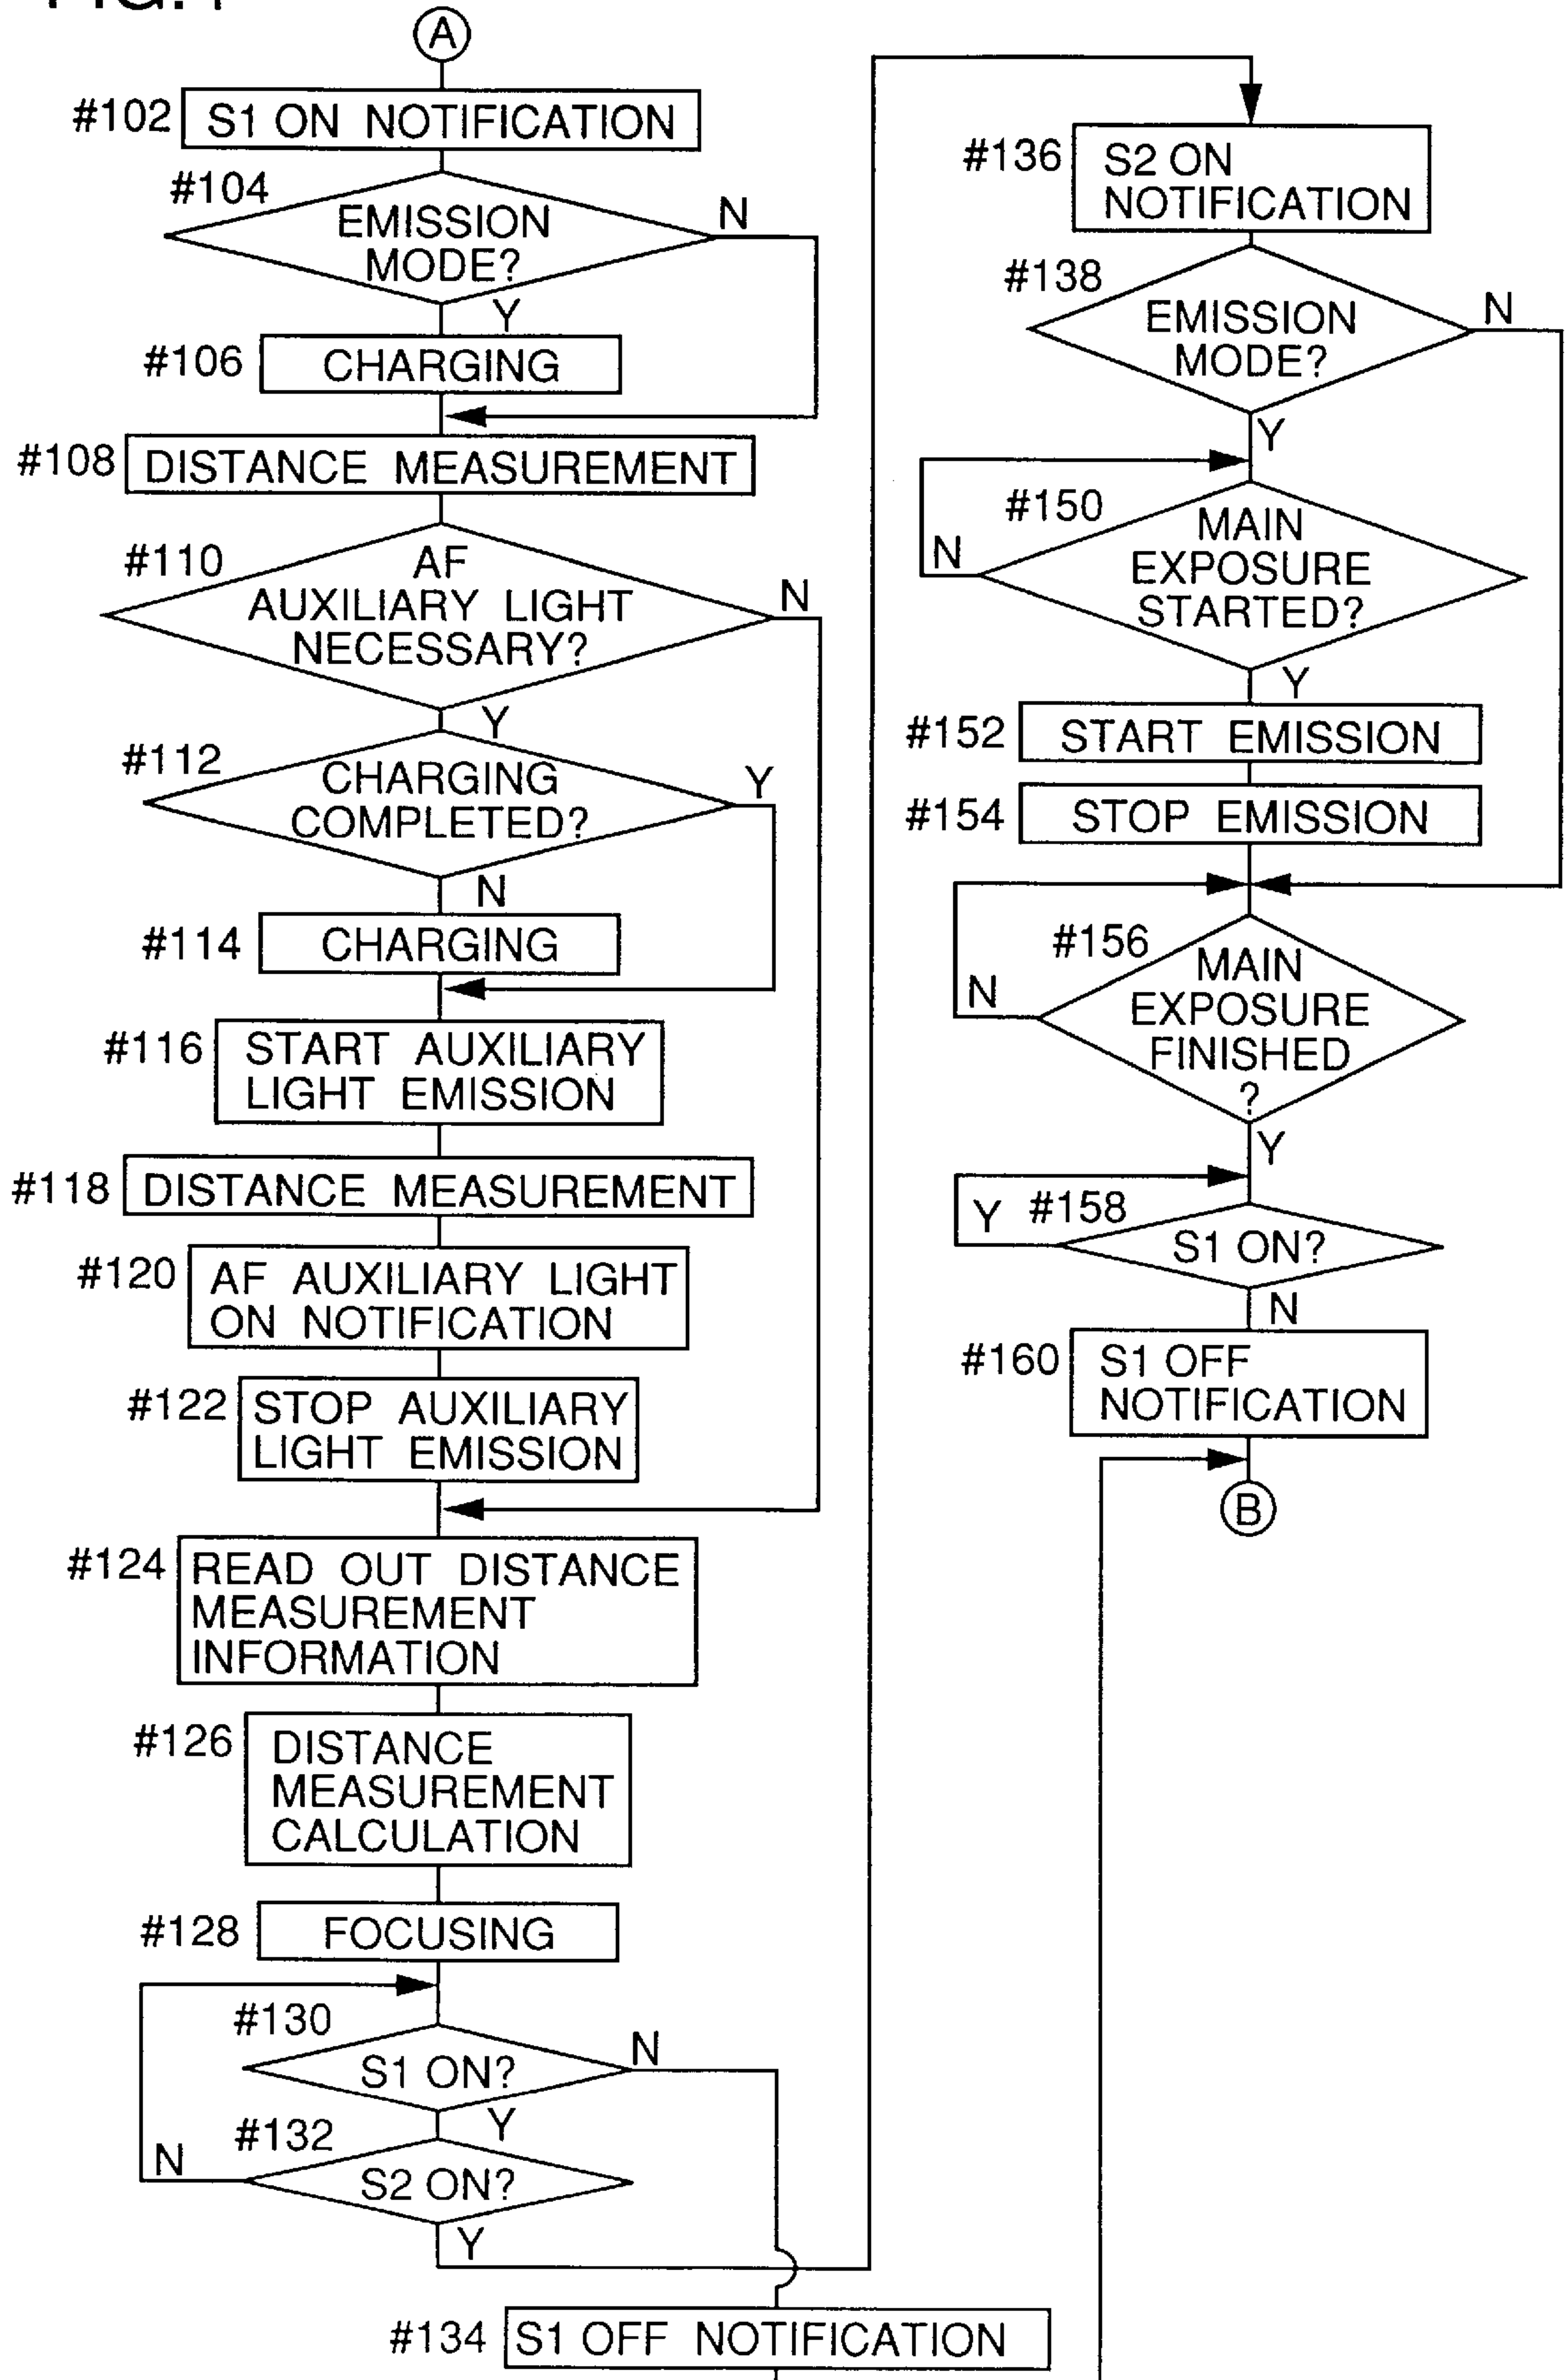 A
#102 S1 ON NOTIFICATION
#104
EMISSION
MODE?
N
Y
#106 CHARGING
#108 DISTANCE MEASUREMENT
#110
AF
AUXILIARY LIGHT
NECESSARY?
N
Y
#112
CHARGING
COMPLETED?
Y
N
#114 CHARGING
#116 START AUXILIARY
LIGHT EMISSION
#118 DISTANCE MEASUREMENT
#120 AF AUXILIARY LIGHT
ON NOTIFICATION
#122 STOP AUXILIARY
LIGHT EMISSION
#124 READ OUT DISTANCE
MEASUREMENT
INFORMATION
#126 DISTANCE
MEASUREMENT
CALCULATION
#128 FOCUSING
#130
S1 ON?
N
Y
#132
S2 ON?
N
Y
#134 S1 OFF NOTIFICATION
#136 S2 ON
NOTIFICATION
#138
EMISSION
MODE?
N
Y
#150
MAIN
EXPOSURE
STARTED?
N
Y
#152 START EMISSION
#154 STOP EMISSION
#156
MAIN
EXPOSURE
FINISHED
?
N
Y
#158
S1 ON?
Y
N
#160 S1 OFF
NOTIFICATION
B